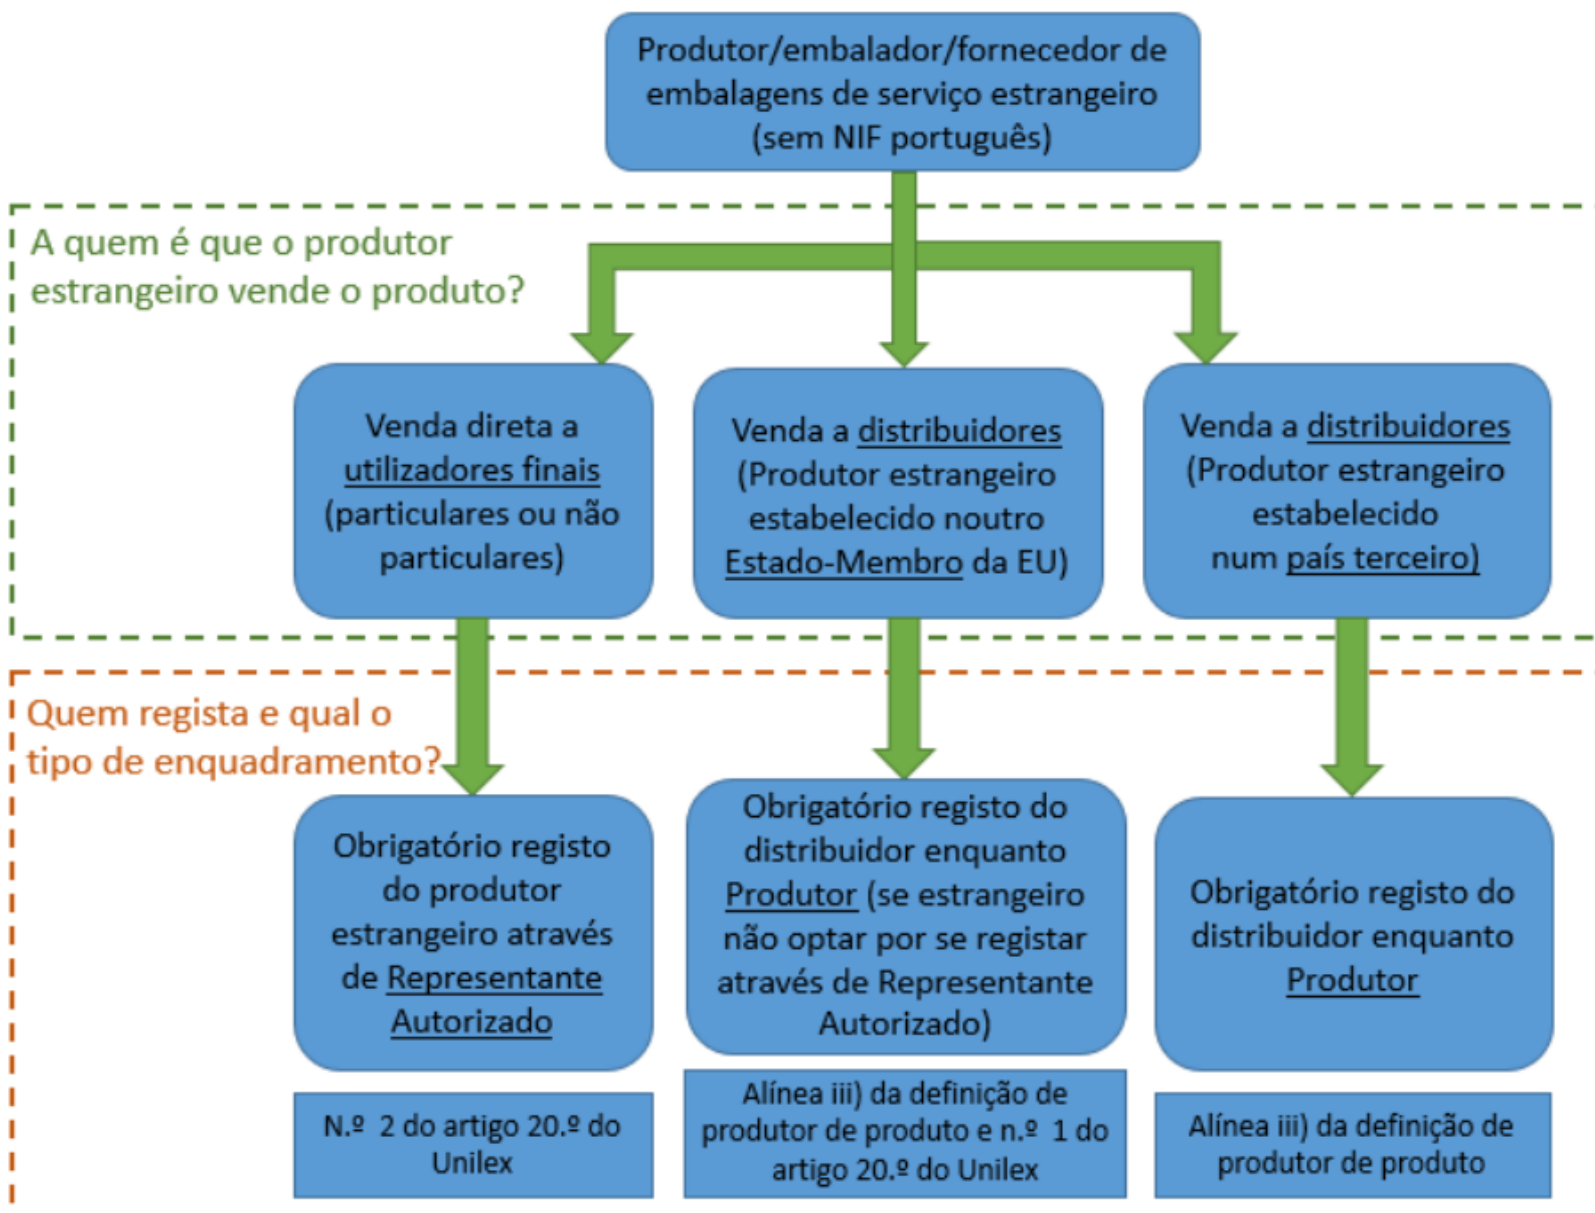 Produtor/embalador/fornecedor de
embalagens de serviço estrangeiro
(sem NIF português)
A quem é que o produtor
estrangeiro vende o produto?
Venda direta a
utilizadores finais
(particulares ou não
particulares)
Venda a distribuidores
(Produtor estrangeiro
estabelecido noutro
Estado-Membro da EU)
Venda a distribuidores
(Produtor estrangeiro
estabelecido
num país terceiro)
Quem regista e qual o
tipo de enquadramento?
Obrigatório registo
do produtor
estrangeiro através
de Representante
Autorizado
Obrigatório registo do
distribuidor enquanto
Produtor (se estrangeiro
não optar por se registar
através de Representante
Autorizado)
Obrigatório registo do
distribuidor enquanto
Produtor
N.º 2 do artigo 20.º do
Unilex
Alínea iii) da definição de
produtor de produto e n.º 1 do
artigo 20.º do Unilex
Alínea iii) da definição de
produtor de produto